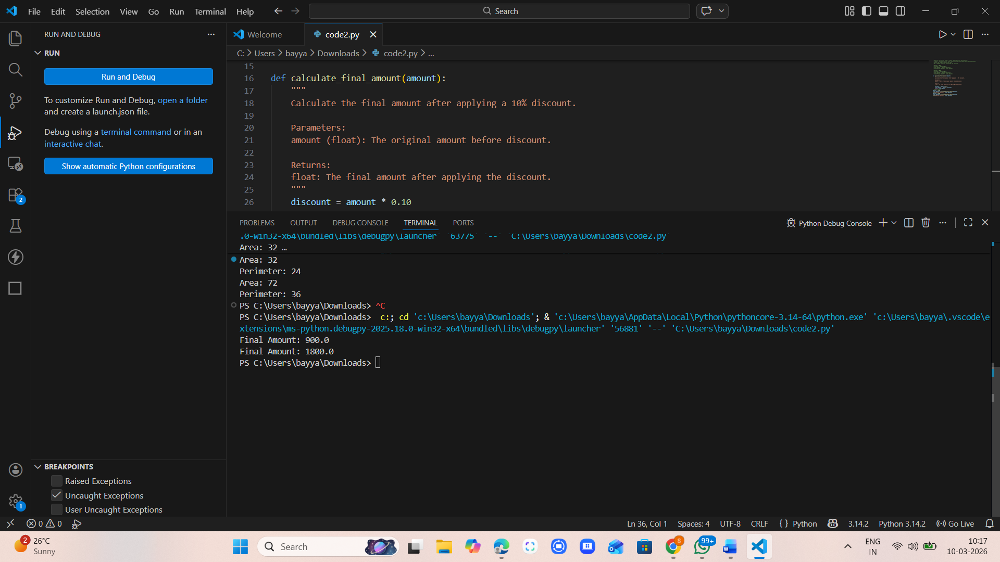 File Edit Selection View Go Run Terminal Help
Search
RUN AND DEBUG
RUN
Run and Debug
To customize Run and Debug, open a folder
and create a launch.json file.
Debug using a terminal command or in an
interactive chat.
Show automatic Python configurations
2
Welcome
code2.py
C: > Users > bayya > Downloads > code2.py > ...
15
16 def calculate_final_amount(amount):
17 """
18 Calculate the final amount after applying a 10% discount.
19
20 Parameters:
21 amount (float): The original amount before discount.
22
23 Returns:
24 float: The final amount after applying the discount.
25 """
26 discount = amount * 0.10
PROBLEMS OUTPUT DEBUG CONSOLE TERMINAL PORTS
Python Debug Console
.0-win32-x64\bundled\libs\debugpy\launcher' '63775' '--' 'C:\Users\bayya\Downloads\code2.py'
Area: 32 …
Area: 32
Perimeter: 24
Area: 72
Perimeter: 36
PS C:\Users\bayya\Downloads> ^C
PS C:\Users\bayya\Downloads>  c:; cd 'c:\Users\bayya\Downloads'; & 'c:\Users\bayya\AppData\Local\Python\pythoncore-3.14-64\python.exe' 'c:\Users\bayya\.vscode\e
xtensions\ms-python.debugpy-2025.18.0-win32-x64\bundled\libs\debugpy\launcher' '56881' '--' 'C:\Users\bayya\Downloads\code2.py'
Final Amount: 900.0
Final Amount: 1800.0
PS C:\Users\bayya\Downloads>
BREAKPOINTS
Raised Exceptions
Uncaught Exceptions
User Uncaught Exceptions
1
0 0
Ln 36, Col 1 Spaces: 4 UTF-8 CRLF {} Python 3.14.2 Python 3.14.2 Go Live
2
26°C
Sunny
Search
S
99+
W
ENG
IN
10:17
10-03-2026